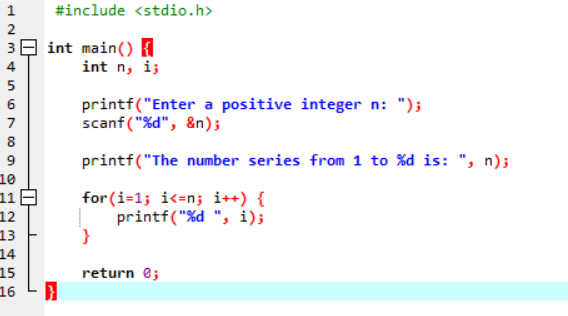 1 #include <stdio.h>
2
3 int main() {
4 int n, i;
5
6 printf("Enter a positive integer n: ");
7 scanf("%d", &n);
8
9 printf("The number series from 1 to %d is: ", n);
10
11 for(i=1; i<=n; i++) {
12 printf("%d ", i);
13 }
14
15 return 0;
16 }